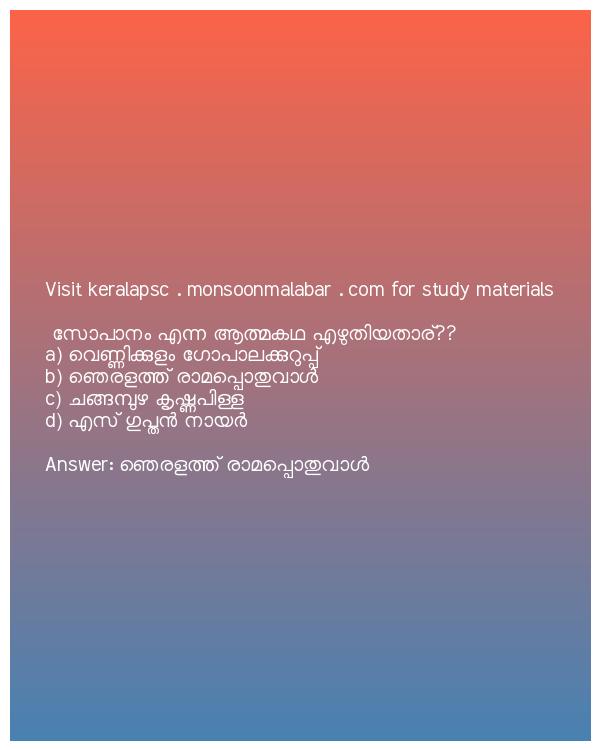 Visit keralapsc . monsoonmalabar . com for study materials
സോപാനം എന്ന ആത്മകഥ എഴുതിയതാര്??
a) വെണ്ണിക്കുളം ഗോപാലക്കുറുപ്പ്
b) ഞെരളത്ത് രാമപ്പൊതുവാൾ
c) ചങ്ങമ്പുഴ കൃഷ്ണപിള്ള
d) എസ് ഗുപ്തൻ നായർ
Answer: ഞെരളത്ത് രാമപ്പൊതുവാൾ